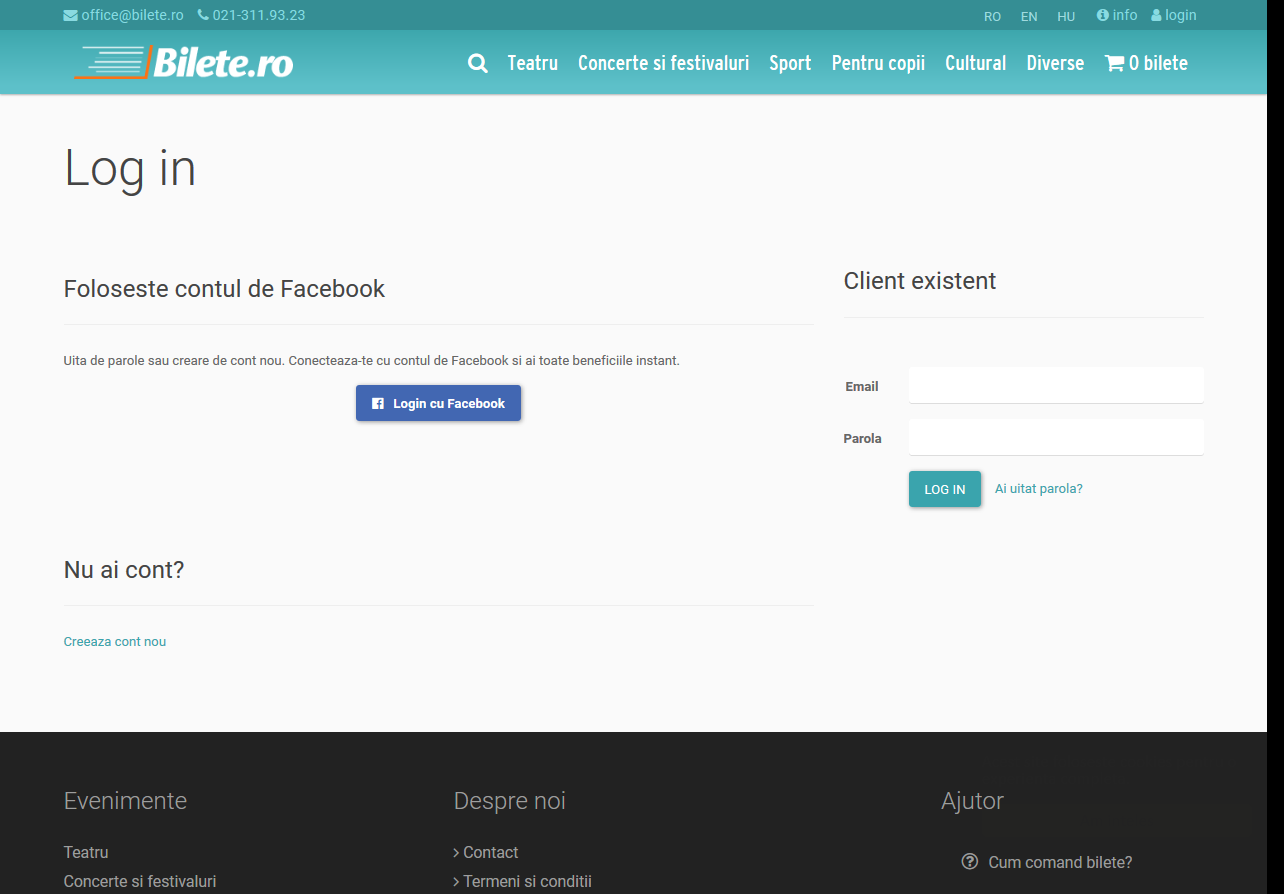 office@bilete.ro 021-311.93.23
RO EN HU info login
Bilete.ro
Teatru Concerte si festivaluri Sport Pentru copii Cultural Diverse 0 bilete
Log in
Foloseste contul de Facebook
Uita de parole sau creare de cont nou. Conecteaza-te cu contul de Facebook si ai toate beneficiile instant.
Login cu Facebook
Client existent
Email
Parola
LOG IN Ai uitat parola?
Nu ai cont?
Creeaza cont nou
Evenimente
Teatru
Concerte si festivaluri
Despre noi
> Contact
> Termeni si conditii
Ajutor
Cum comand bilete?